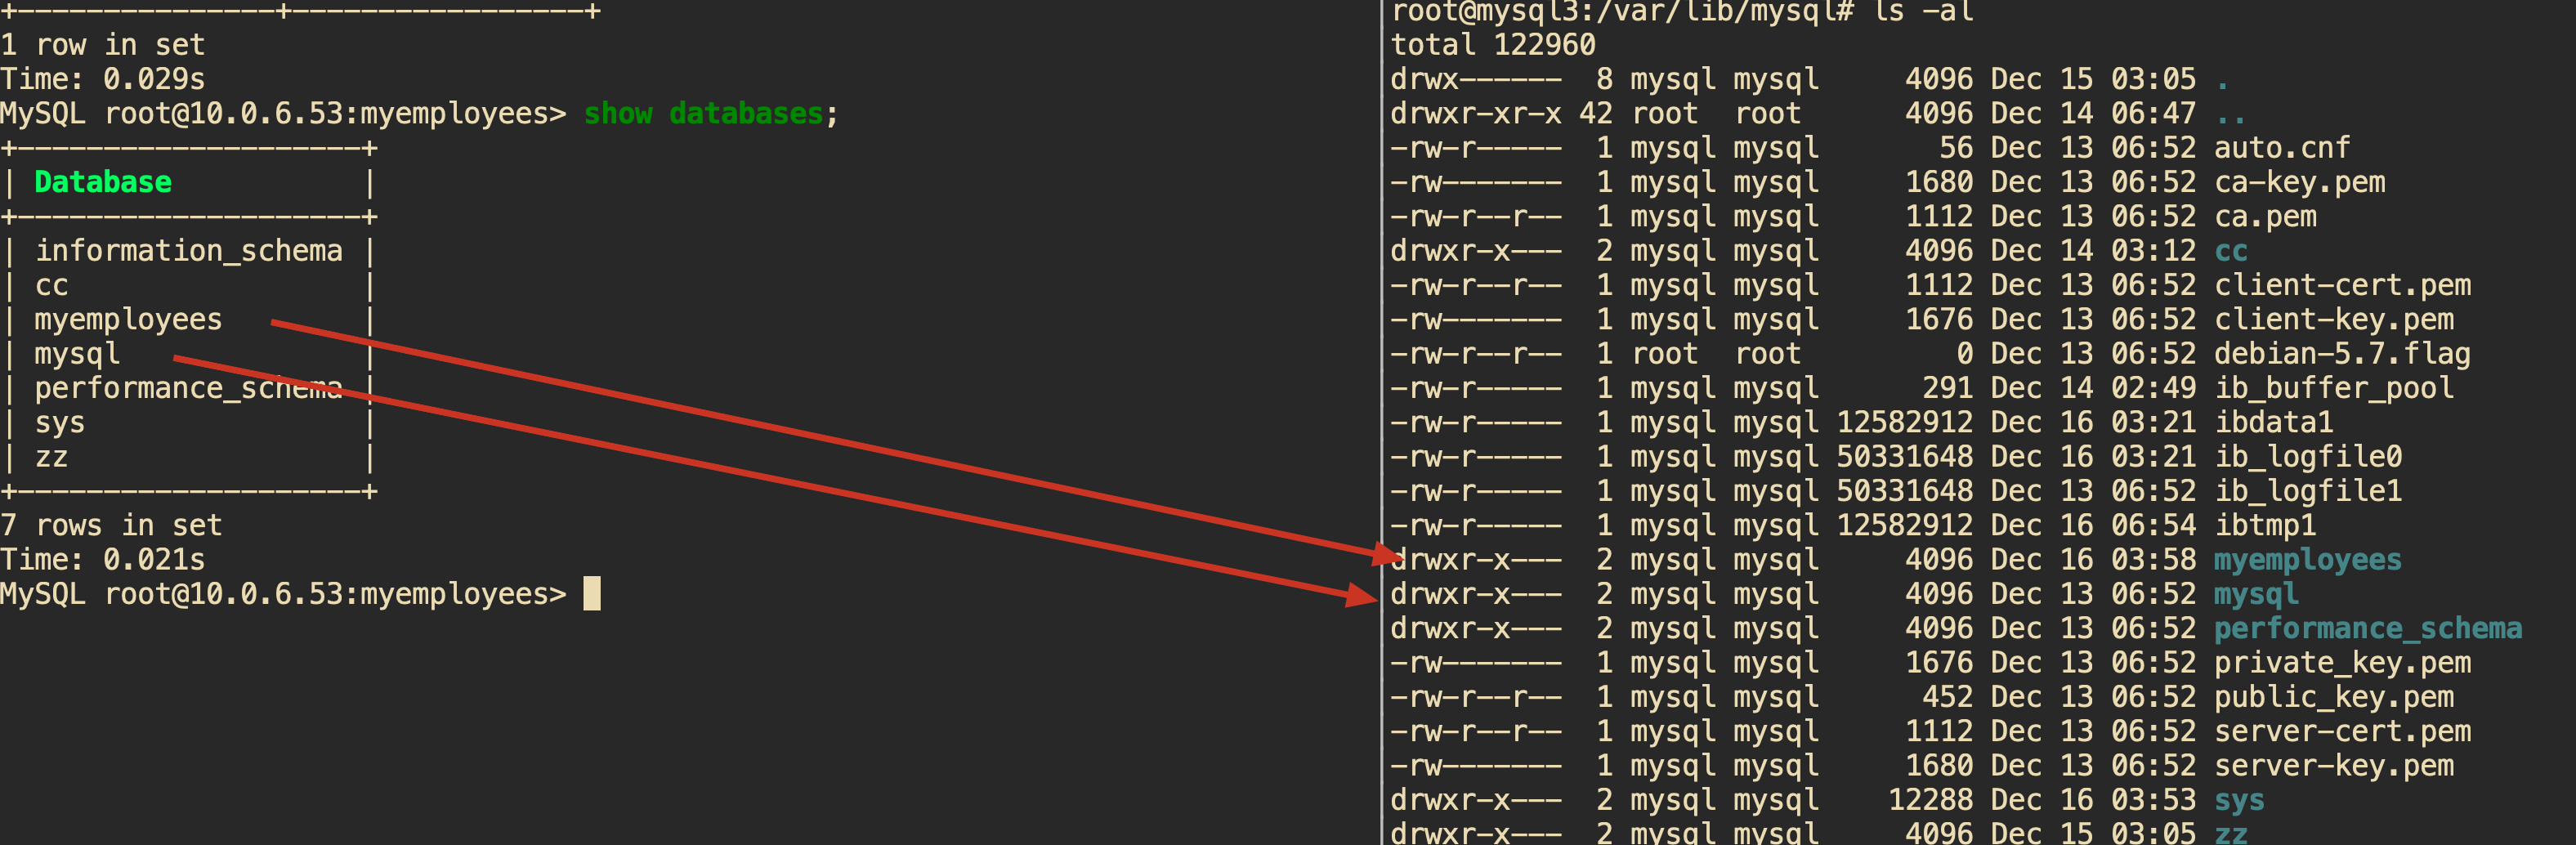 +---------------+-----------------+
1 row in set
Time: 0.029s
MySQL root@10.0.6.53:myemployees> show databases;
+--------------------+
| Database           |
+--------------------+
| information_schema |
| cc                 |
| myemployees        |
| mysql              |
| performance_schema |
| sys                |
| zz                 |
+--------------------+
7 rows in set
Time: 0.021s
MySQL root@10.0.6.53:myemployees>
root@mysql3:/var/lib/mysql# ls -al
total 122960
drwx------  8 mysql mysql     4096 Dec 15 03:05 .
drwxr-xr-x 42 root  root      4096 Dec 14 06:47 ..
-rw-r-----  1 mysql mysql       56 Dec 13 06:52 auto.cnf
-rw-------  1 mysql mysql     1680 Dec 13 06:52 ca-key.pem
-rw-r--r--  1 mysql mysql     1112 Dec 13 06:52 ca.pem
drwxr-x---  2 mysql mysql     4096 Dec 14 03:12 cc
-rw-r--r--  1 mysql mysql     1112 Dec 13 06:52 client-cert.pem
-rw-------  1 mysql mysql     1676 Dec 13 06:52 client-key.pem
-rw-r--r--  1 root  root         0 Dec 13 06:52 debian-5.7.flag
-rw-r-----  1 mysql mysql      291 Dec 14 02:49 ib_buffer_pool
-rw-r-----  1 mysql mysql 12582912 Dec 16 03:21 ibdata1
-rw-r-----  1 mysql mysql 50331648 Dec 16 03:21 ib_logfile0
-rw-r-----  1 mysql mysql 50331648 Dec 13 06:52 ib_logfile1
-rw-r-----  1 mysql mysql 12582912 Dec 16 06:54 ibtmp1
drwxr-x---  2 mysql mysql     4096 Dec 16 03:58 myemployees
drwxr-x---  2 mysql mysql     4096 Dec 13 06:52 mysql
drwxr-x---  2 mysql mysql     4096 Dec 13 06:52 performance_schema
-rw-------  1 mysql mysql     1676 Dec 13 06:52 private_key.pem
-rw-r--r--  1 mysql mysql      452 Dec 13 06:52 public_key.pem
-rw-r--r--  1 mysql mysql     1112 Dec 13 06:52 server-cert.pem
-rw-------  1 mysql mysql     1680 Dec 13 06:52 server-key.pem
drwxr-x---  2 mysql mysql    12288 Dec 16 03:53 sys
drwxr-x---  2 mysql mysql     4096 Dec 15 03:05 zz